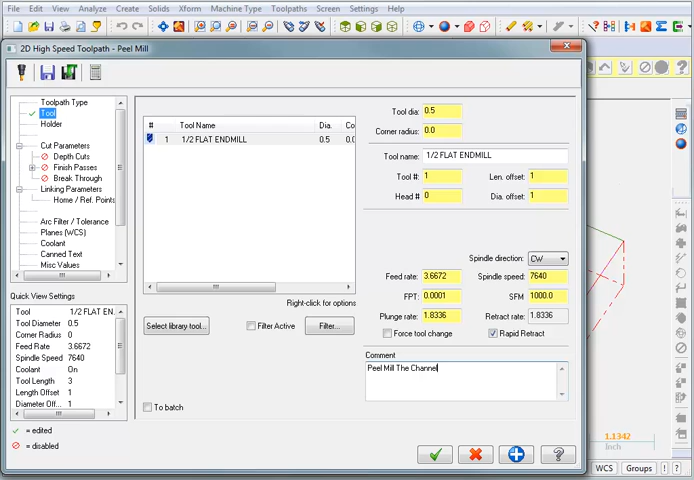 File Edit View Analyze Create Solids Xform Machine Type Toolpaths Screen Settings Help
2D High Speed Toolpath - Peel Mill
Toolpath Type
Tool
Holder
Cut Parameters
Depth Cuts
Finish Passes
Break Through
Linking Parameters
Home / Ref. Points
Arc Filter / Tolerance
Planes (WCS)
Coolant
Canned Text
Misc Values
Quick View Settings
Tool 1/2 FLAT EN...
Tool Diameter 0.5
Corner Radius 0
Feed Rate 3.6672
Spindle Speed 7640
Coolant On
Tool Length 3
Length Offset 1
Diameter Off... 1
= edited
= disabled
# Tool Name Dia. Co
1 1/2 FLAT ENDMILL 0.5 0.0
Right-click for options
Select library tool...
Filter Active
Filter...
To batch
Tool dia: 0.5
Corner radius: 0.0
Tool name: 1/2 FLAT ENDMILL
Tool #: 1 Len. offset: 1
Head #: 0 Dia. offset: 1
Spindle direction: CW
Feed rate: 3.6672 Spindle speed: 7640
FPT: 0.0001 SFM 1000.0
Plunge rate: 1.8336 Retract rate: 1.8336
Force tool change Rapid Retract
Comment
Peel Mill The Channel
1.1342
Inch
WCS Groups ! ?